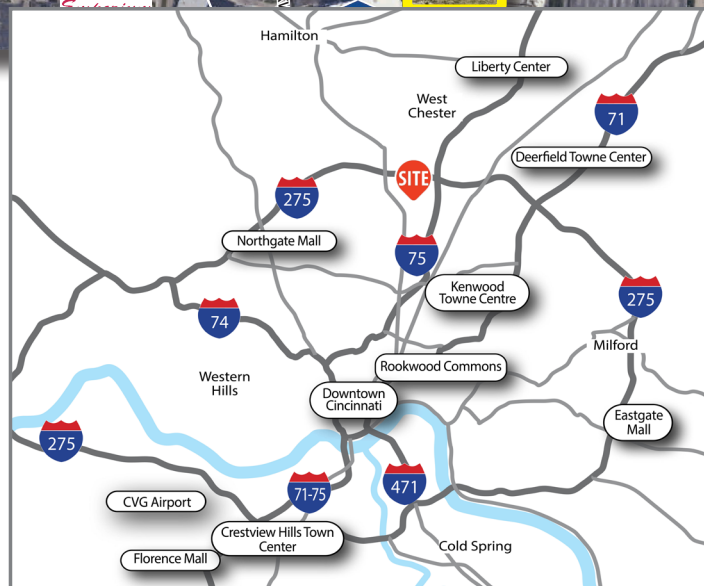 Hamilton
Liberty Center
West
Chester
71
Deerfield Towne Center
SITE
275
Northgate Mall
75
Kenwood
Towne Centre
275
74
Milford
Rookwood Commons
Western
Hills
Downtown
Cincinnati
Eastgate
Mall
275
71-75
471
CVG Airport
Crestview Hills Town
Center
Cold Spring
Florence Mall